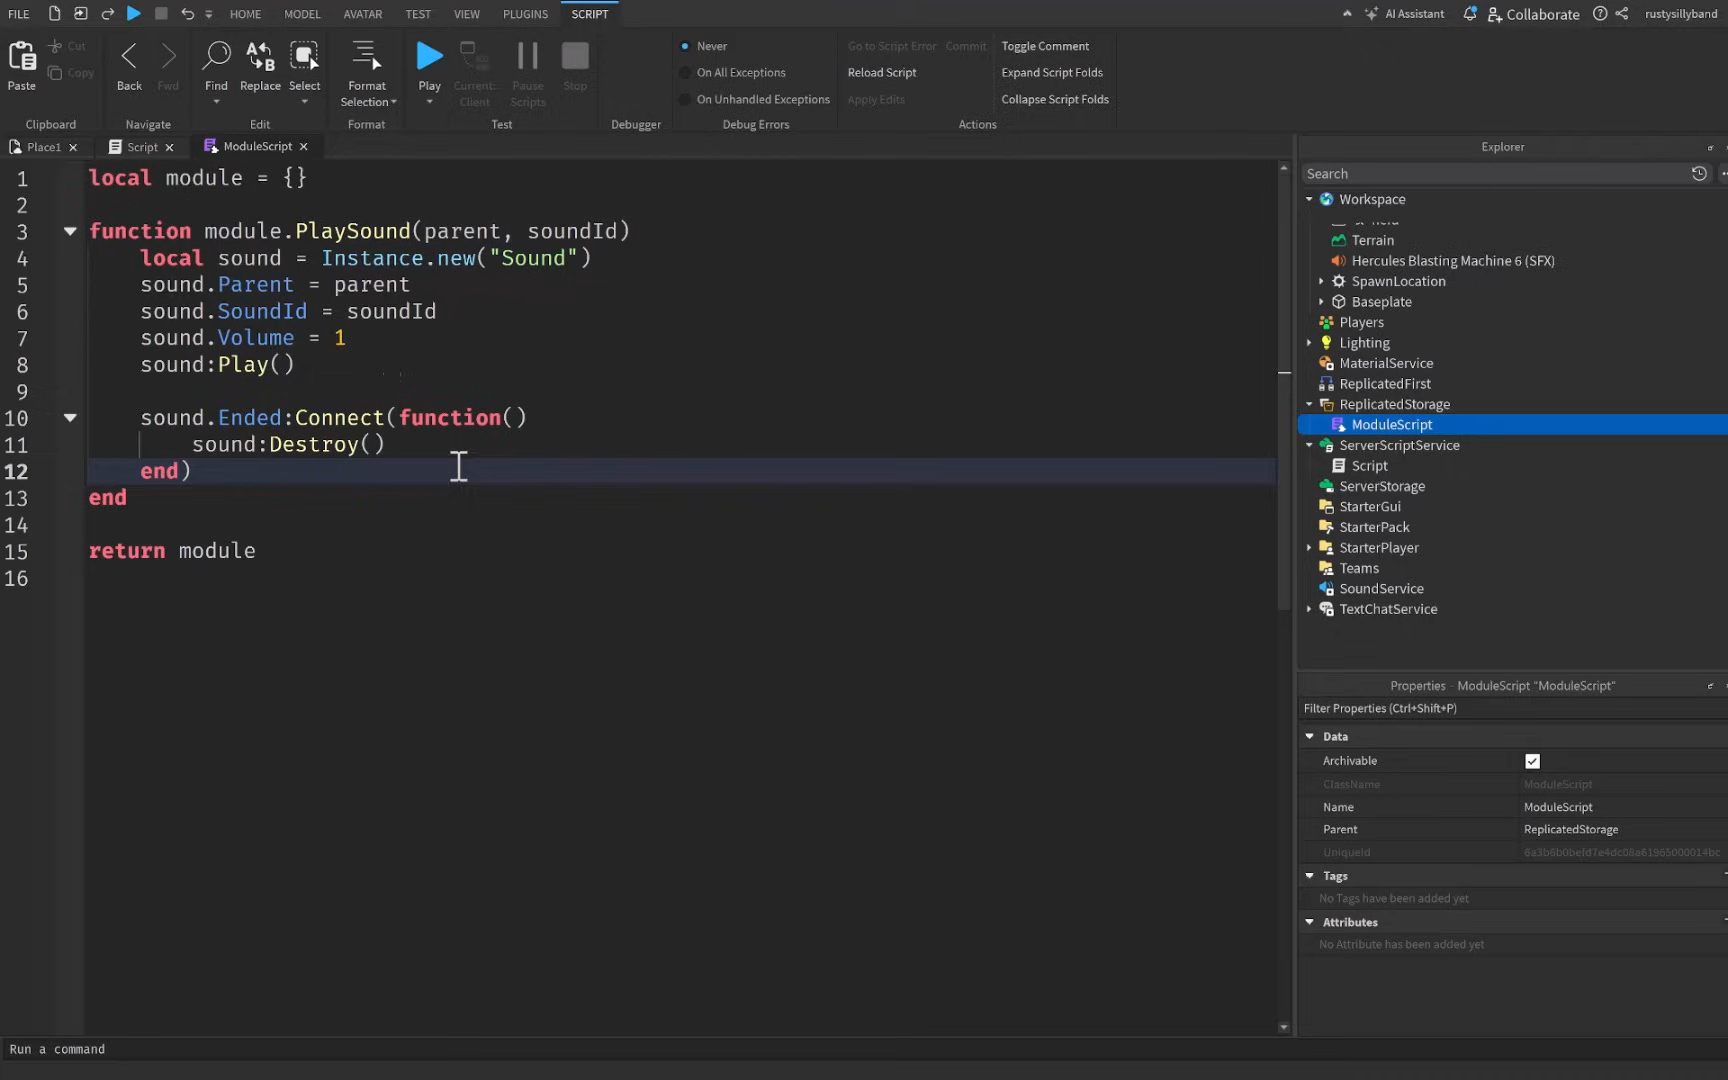 FILE HOME MODEL AVATAR TEST VIEW PLUGINS SCRIPT AI Assistant Collaborate rustysillyband
Paste Cut Copy Clipboard
Back Fwd Navigate
Find Replace Select Edit
Format Selection Format
Play Current: Client Pause Scripts Stop Test
Debugger
Never
On All Exceptions
On Unhandled Exceptions
Debug Errors
Go to Script Error Commit
Reload Script
Apply Edits
Toggle Comment
Expand Script Folds
Collapse Script Folds
Actions
Place1 Script ModuleScript
1 local module = {}
2
3 function module.PlaySound(parent, soundId)
4 local sound = Instance.new("Sound")
5 sound.Parent = parent
6 sound.SoundId = soundId
7 sound.Volume = 1
8 sound:Play()
9
10 sound.Ended:Connect(function()
11 sound:Destroy()
12 end)
13 end
14
15 return module
16
Explorer
Search
Workspace
Terrain
Hercules Blasting Machine 6 (SFX)
SpawnLocation
Baseplate
Players
Lighting
MaterialService
ReplicatedFirst
ReplicatedStorage
ModuleScript
ServerScriptService
Script
ServerStorage
StarterGui
StarterPack
StarterPlayer
Teams
SoundService
TextChatService
Properties - ModuleScript "ModuleScript"
Filter Properties (Ctrl+Shift+P)
Data
Archivable
ClassName ModuleScript
Name ModuleScript
Parent ReplicatedStorage
UniqueId
Tags
No Tags have been added yet
Attributes
No Attribute has been added yet
Run a command